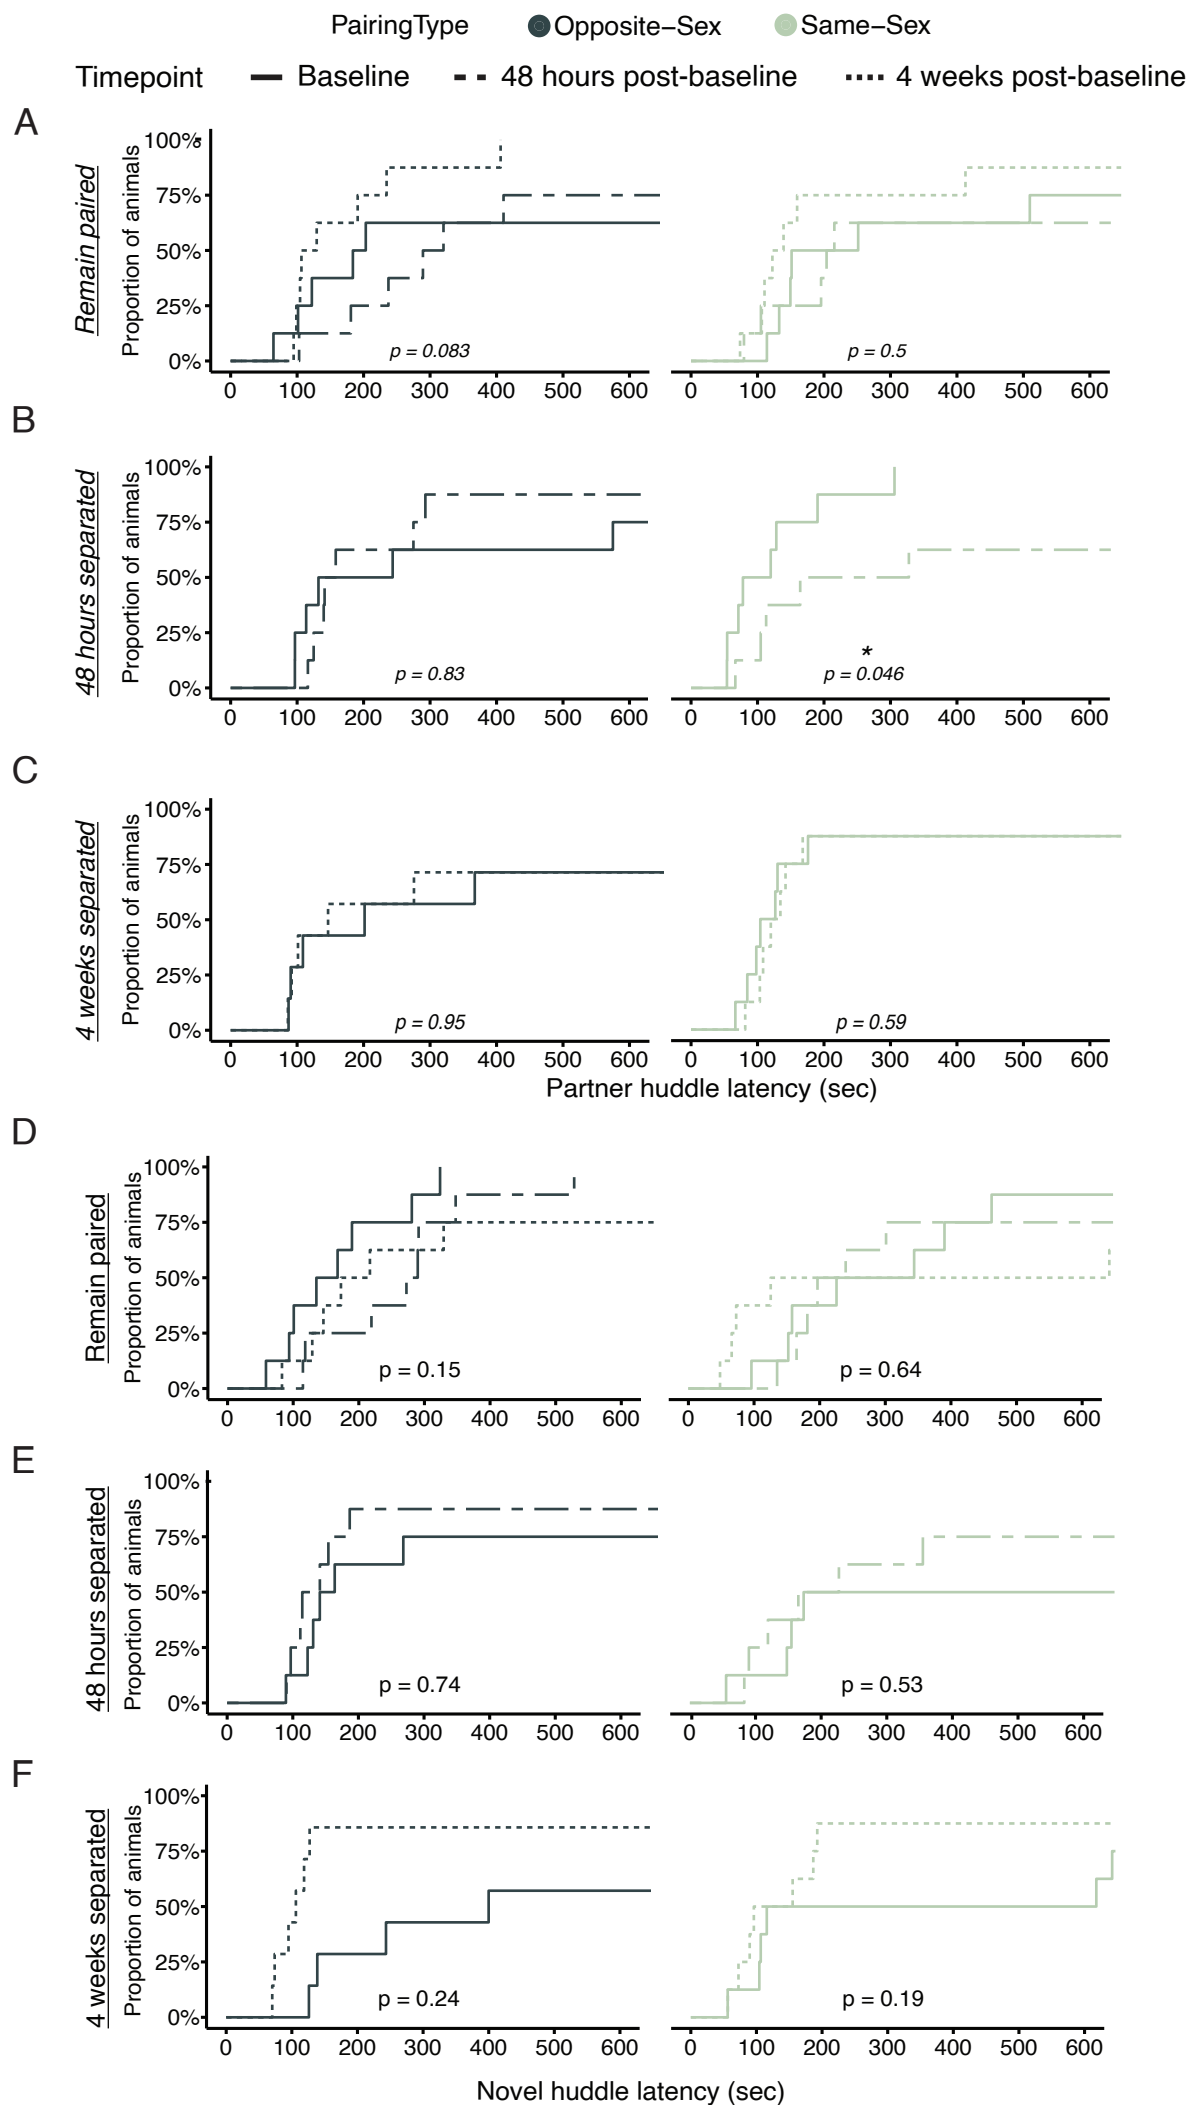 PairingType Opposite–Sex Same–Sex
Timepoint Baseline 48 hours post-baseline 4 weeks post-baseline
A
Remain paired
Proportion of animals
100%
75%
50%
25%
0%
p = 0.083
p = 0.5
0 100 200 300 400 500 600
0 100 200 300 400 500 600
B
48 hours separated
Proportion of animals
100%
75%
50%
25%
0%
p = 0.83
*
p = 0.046
0 100 200 300 400 500 600
0 100 200 300 400 500 600
C
4 weeks separated
Proportion of animals
100%
75%
50%
25%
0%
p = 0.95
p = 0.59
0 100 200 300 400 500 600
0 100 200 300 400 500 600
Partner huddle latency (sec)
D
Remain paired
Proportion of animals
100%
75%
50%
25%
0%
p = 0.15
p = 0.64
0 100 200 300 400 500 600
0 100 200 300 400 500 600
E
48 hours separated
Proportion of animals
100%
75%
50%
25%
0%
p = 0.74
p = 0.53
0 100 200 300 400 500 600
0 100 200 300 400 500 600
F
4 weeks separated
Proportion of animals
100%
75%
50%
25%
0%
p = 0.24
p = 0.19
0 100 200 300 400 500 600
0 100 200 300 400 500 600
Novel huddle latency (sec)